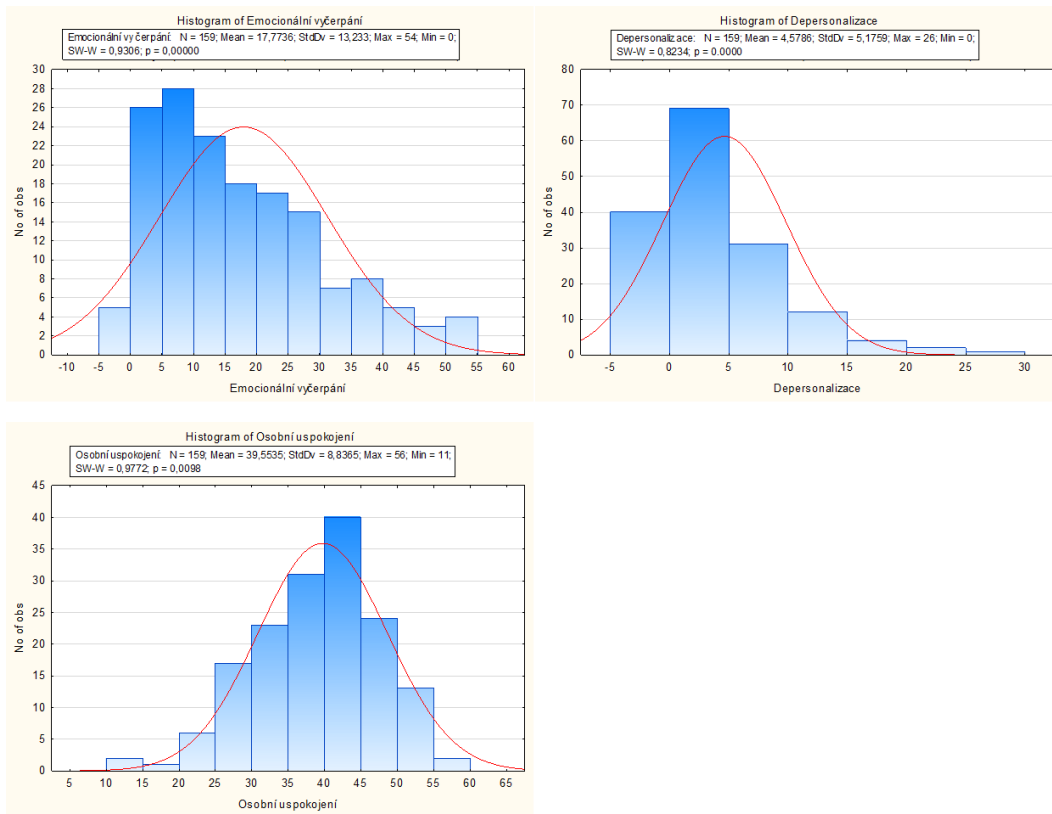 Histogram of Emocionální vyčerpání
Emocionální vyčerpání: N = 159; Mean = 17,7736; StdDv = 13,233; Max = 54; Min = 0;
SW-W = 0,9306; p = 0,00000
30
28
26
24
22
20
18
16
14
12
10
8
6
4
2
0
No of obs
-10 -5 0 5 10 15 20 25 30 35 40 45 50 55 60
Emocionální vyčerpání
Histogram of Depersonalizace
Depersonalizace: N = 159; Mean = 4,5786; StdDv = 5,1759; Max = 26; Min = 0;
SW-W = 0,8234; p = 0.0000
80
70
60
50
40
30
20
10
0
No of obs
-5 0 5 10 15 20 25 30
Depersonalizace
Histogram of Osobní uspokojení
Osobní uspokojení: N = 159; Mean = 39,5535; StdDv = 8,8365; Max = 56; Min = 11;
SW-W = 0,9772; p = 0,0098
45
40
35
30
25
20
15
10
5
0
No of obs
5 10 15 20 25 30 35 40 45 50 55 60 65
Osobní uspokojení